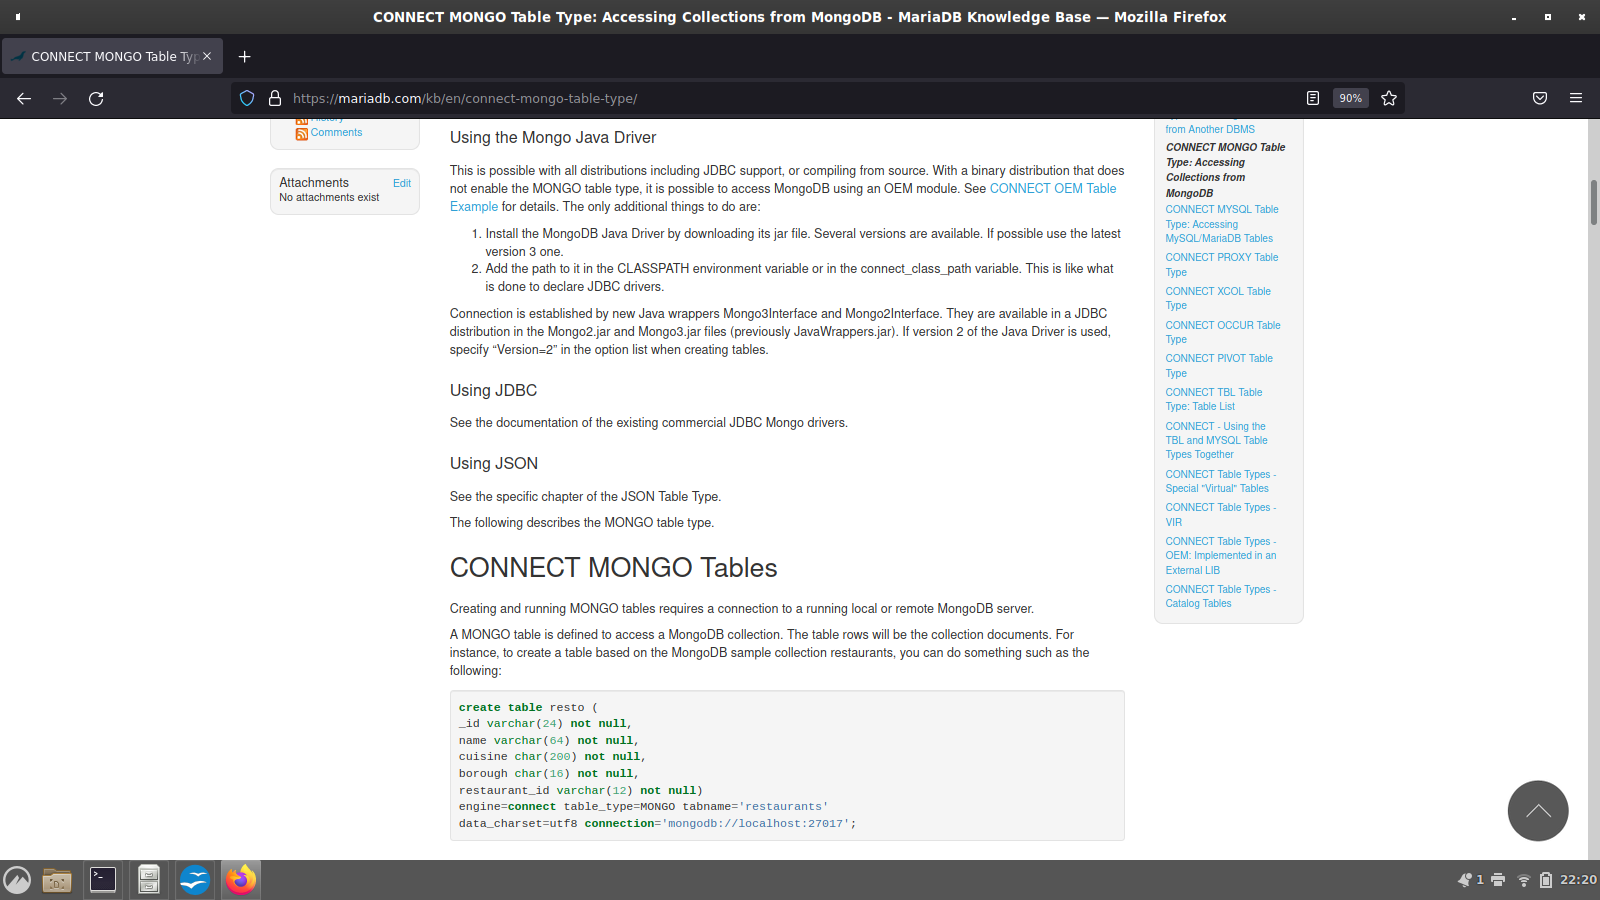 CONNECT MONGO Table Type: Accessing Collections from MongoDB - MariaDB Knowledge Base — Mozilla Firefox
CONNECT MONGO Table Typ
https://mariadb.com/kb/en/connect-mongo-table-type/
90%
History
Comments
Attachments
Edit
No attachments exist
Using the Mongo Java Driver
This is possible with all distributions including JDBC support, or compiling from source. With a binary distribution that does
not enable the MONGO table type, it is possible to access MongoDB using an OEM module. See CONNECT OEM Table
Example for details. The only additional things to do are:
1. Install the MongoDB Java Driver by downloading its jar file. Several versions are available. If possible use the latest
version 3 one.
2. Add the path to it in the CLASSPATH environment variable or in the connect_class_path variable. This is like what
is done to declare JDBC drivers.
Connection is established by new Java wrappers Mongo3Interface and Mongo2Interface. They are available in a JDBC
distribution in the Mongo2.jar and Mongo3.jar files (previously JavaWrappers.jar). If version 2 of the Java Driver is used,
specify “Version=2” in the option list when creating tables.
Using JDBC
See the documentation of the existing commercial JDBC Mongo drivers.
Using JSON
See the specific chapter of the JSON Table Type.
The following describes the MONGO table type.
CONNECT MONGO Tables
Creating and running MONGO tables requires a connection to a running local or remote MongoDB server.
A MONGO table is defined to access a MongoDB collection. The table rows will be the collection documents. For
instance, to create a table based on the MongoDB sample collection restaurants, you can do something such as the
following:
create table resto (
_id varchar(24) not null,
name varchar(64) not null,
cuisine char(200) not null,
borough char(16) not null,
restaurant_id varchar(12) not null)
engine=connect table_type=MONGO tabname='restaurants'
data_charset=utf8 connection='mongodb://localhost:27017';
from Another DBMS
CONNECT MONGO Table
Type: Accessing
Collections from
MongoDB
CONNECT MYSQL Table
Type: Accessing
MySQL/MariaDB Tables
CONNECT PROXY Table
Type
CONNECT XCOL Table
Type
CONNECT OCCUR Table
Type
CONNECT PIVOT Table
Type
CONNECT TBL Table
Type: Table List
CONNECT - Using the
TBL and MYSQL Table
Types Together
CONNECT Table Types -
Special "Virtual" Tables
CONNECT Table Types -
VIR
CONNECT Table Types -
OEM: Implemented in an
External LIB
CONNECT Table Types -
Catalog Tables
1
22:20